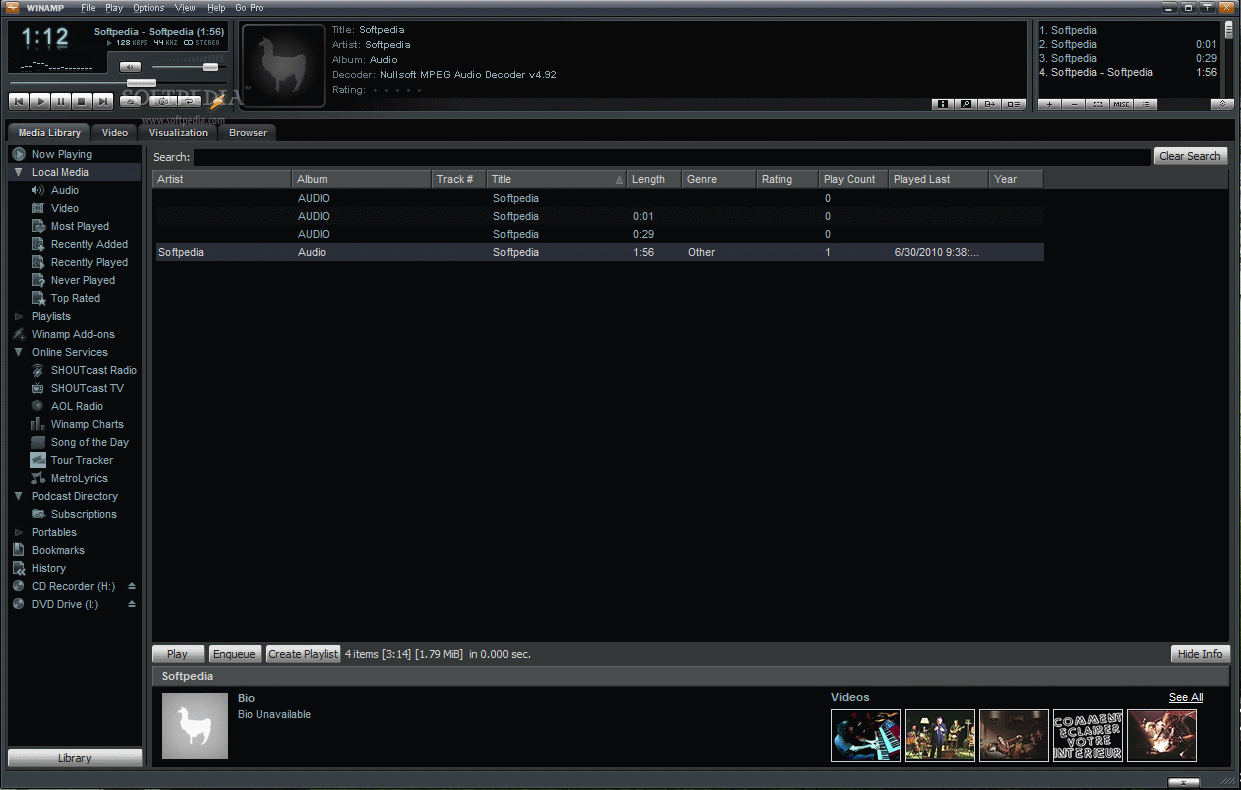 WINAMP File Play Options View Help Go Pro
1:12
Softpedia - Softpedia (1:56)
128 KBPS 44 KHZ STEREO
Title: Softpedia
Artist: Softpedia
Album: Audio
Decoder: Nullsoft MPEG Audio Decoder v4.92
Rating:
1. Softpedia
2. Softpedia 0:01
3. Softpedia 0:29
4. Softpedia - Softpedia 1:56
MISC
SOFTPEDIA
www.softpedia.com
Media Library Video Visualization Browser
Now Playing
Local Media
Audio
Video
Most Played
Recently Added
Recently Played
Never Played
Top Rated
Playlists
Winamp Add-ons
Online Services
SHOUTcast Radio
SHOUTcast TV
AOL Radio
Winamp Charts
Song of the Day
Tour Tracker
MetroLyrics
Podcast Directory
Subscriptions
Portables
Bookmarks
History
CD Recorder (H:)
DVD Drive (I:)
Library
Search: Clear Search
Artist Album Track # Title Length Genre Rating Play Count Played Last Year
AUDIO Softpedia 0
AUDIO Softpedia 0:01 0
AUDIO Softpedia 0:29 0
Softpedia Audio Softpedia 1:56 Other 1 6/30/2010 9:38:...
Play Enqueue Create Playlist 4 items [3:14] [1.79 MiB] in 0.000 sec. Hide Info
Softpedia
Bio
Bio Unavailable
Videos See All
COMMENT
ECLAIRER
VOTRE
INTERIEUR